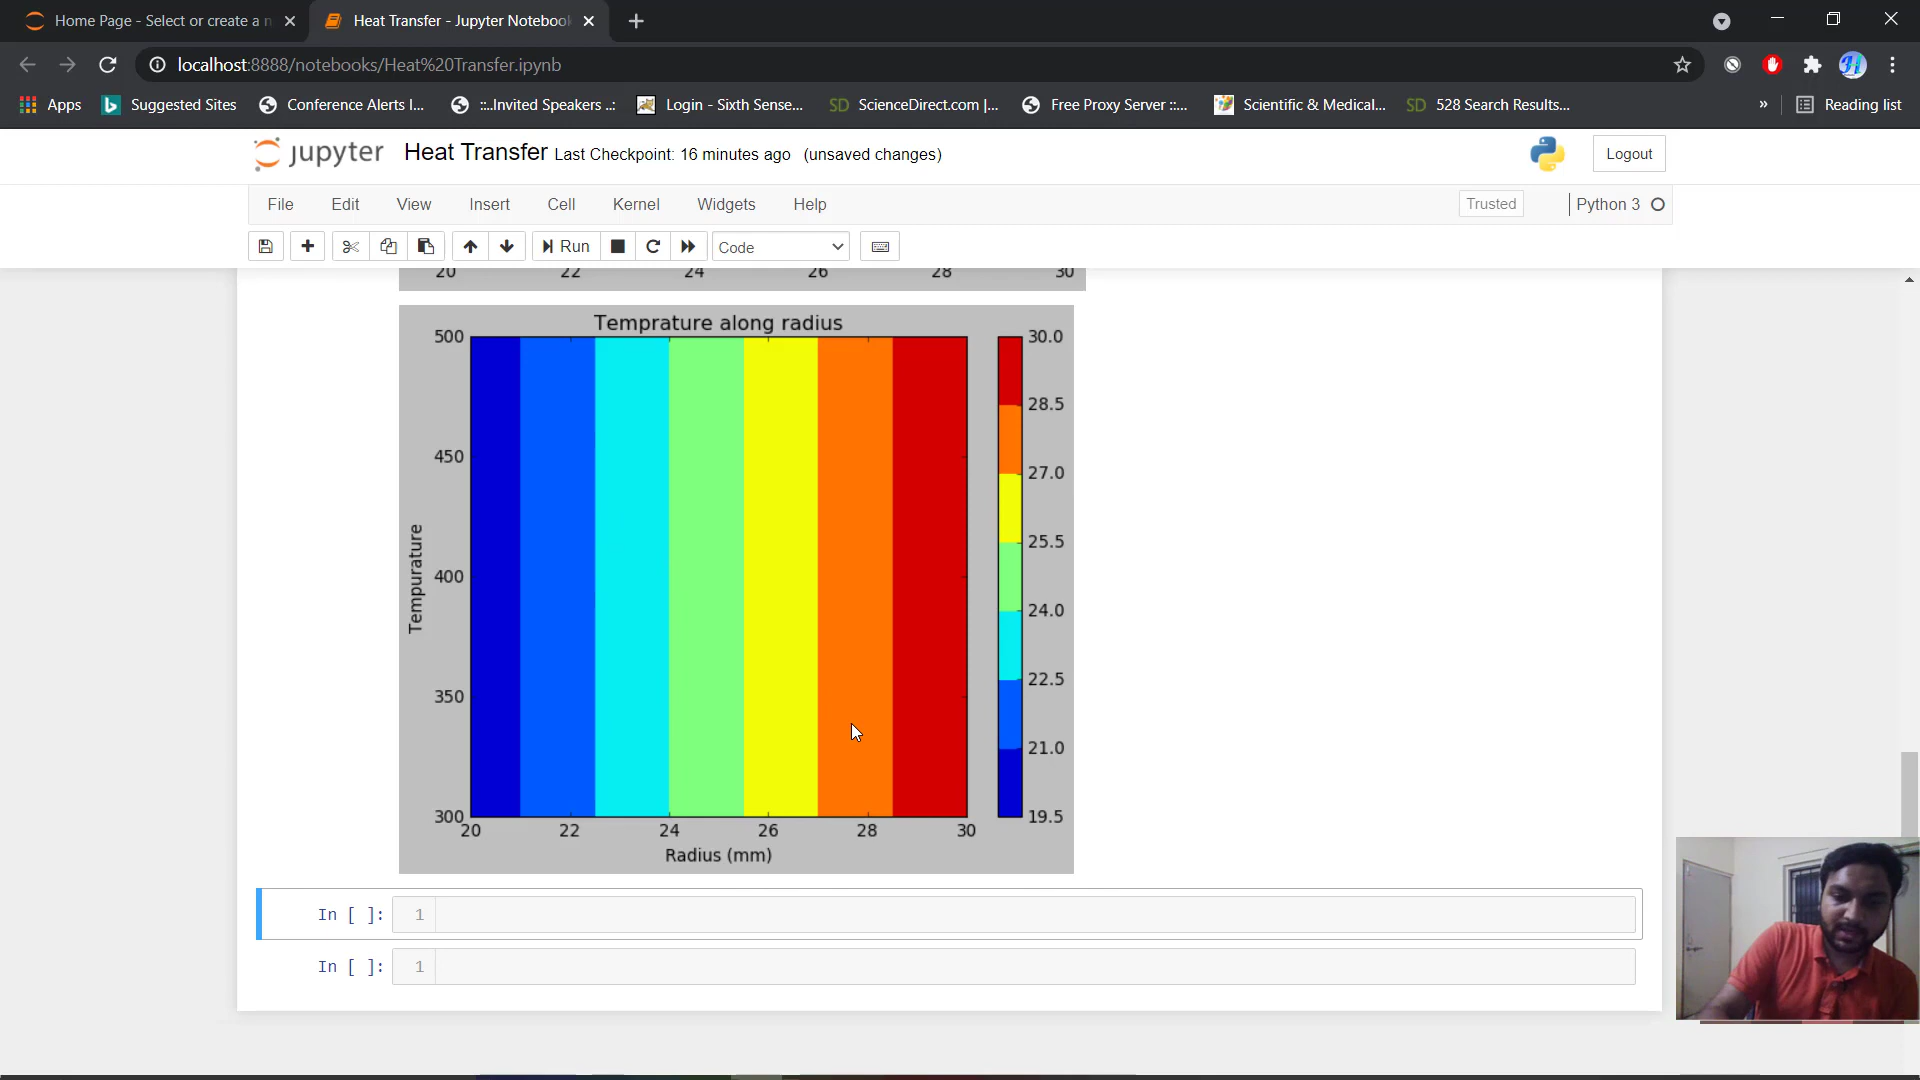 Home Page - Select or create a n
Heat Transfer - Jupyter Notebook
localhost:8888/notebooks/Heat%20Transfer.ipynb
Apps
Suggested Sites
Conference Alerts I...
::..Invited Speakers ..:
Login - Sixth Sense...
SD ScienceDirect.com |...
Free Proxy Server ::...
Scientific & Medical...
SD 528 Search Results...
»
Reading list
jupyter Heat Transfer Last Checkpoint: 16 minutes ago (unsaved changes)
Logout
File Edit View Insert Cell Kernel Widgets Help
Trusted
Python 3
Run
Code
20 22 24 26 28 30
Temprature along radius
500
450
400
350
300
Tempurature
20 22 24 26 28 30
Radius (mm)
30.0
28.5
27.0
25.5
24.0
22.5
21.0
19.5
In [ ]: 1
In [ ]: 1